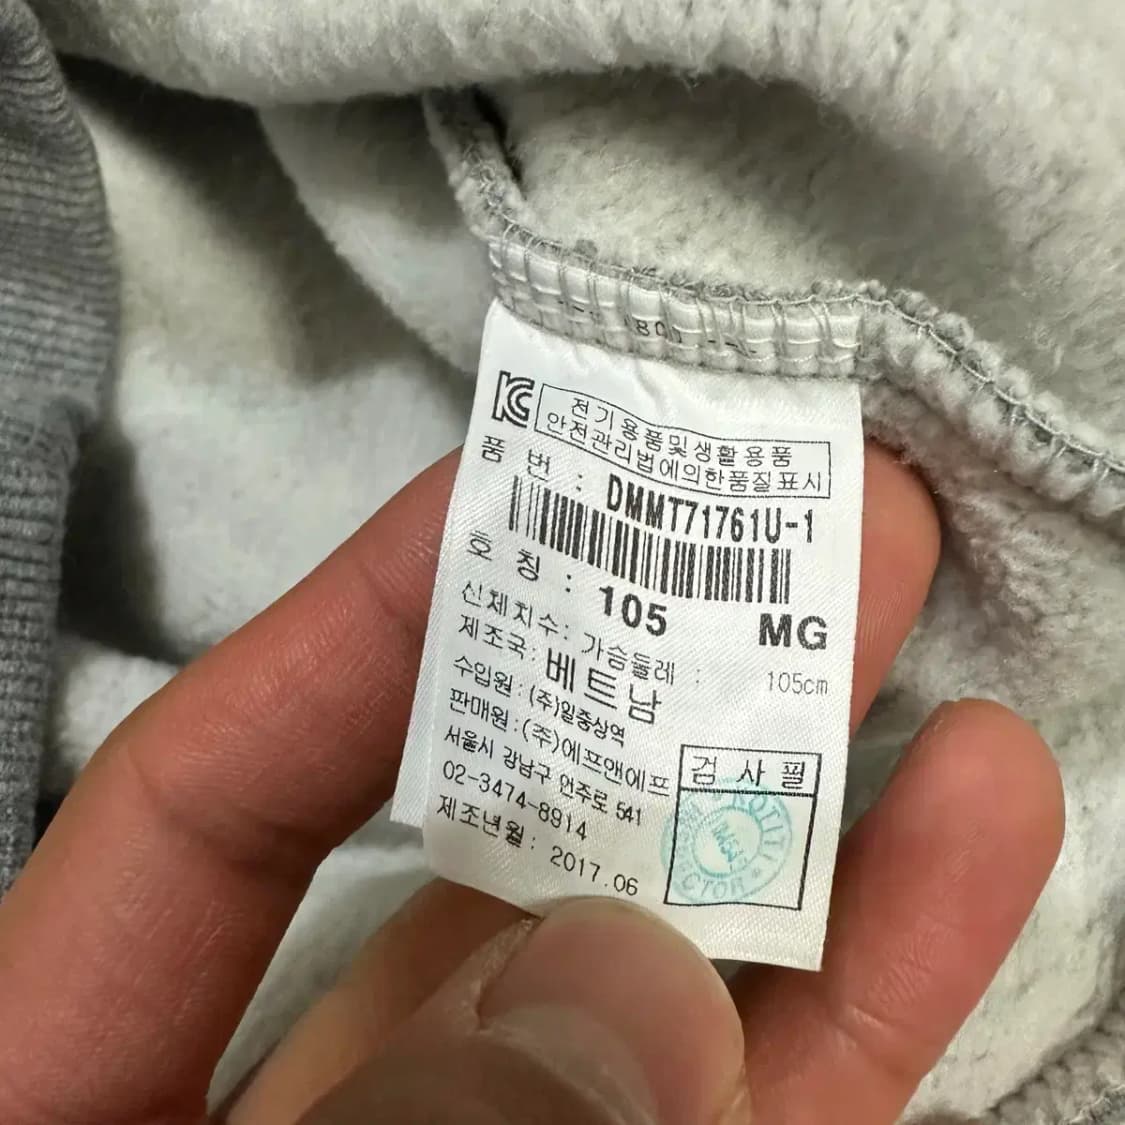 KC
전기용품및생활용품
안전관리법에의한품질표시
품 번 : DMMT71761U-1
호 칭 : 105 MG
신체치수: 가슴둘레 : 105cm
제조국: 베트남
수입원 : (주)일중상역
판매원 : (주)에프앤에프
서울시 강남구 언주로 541
02-3474-8914
제조년월 : 2017.06
검 사 필